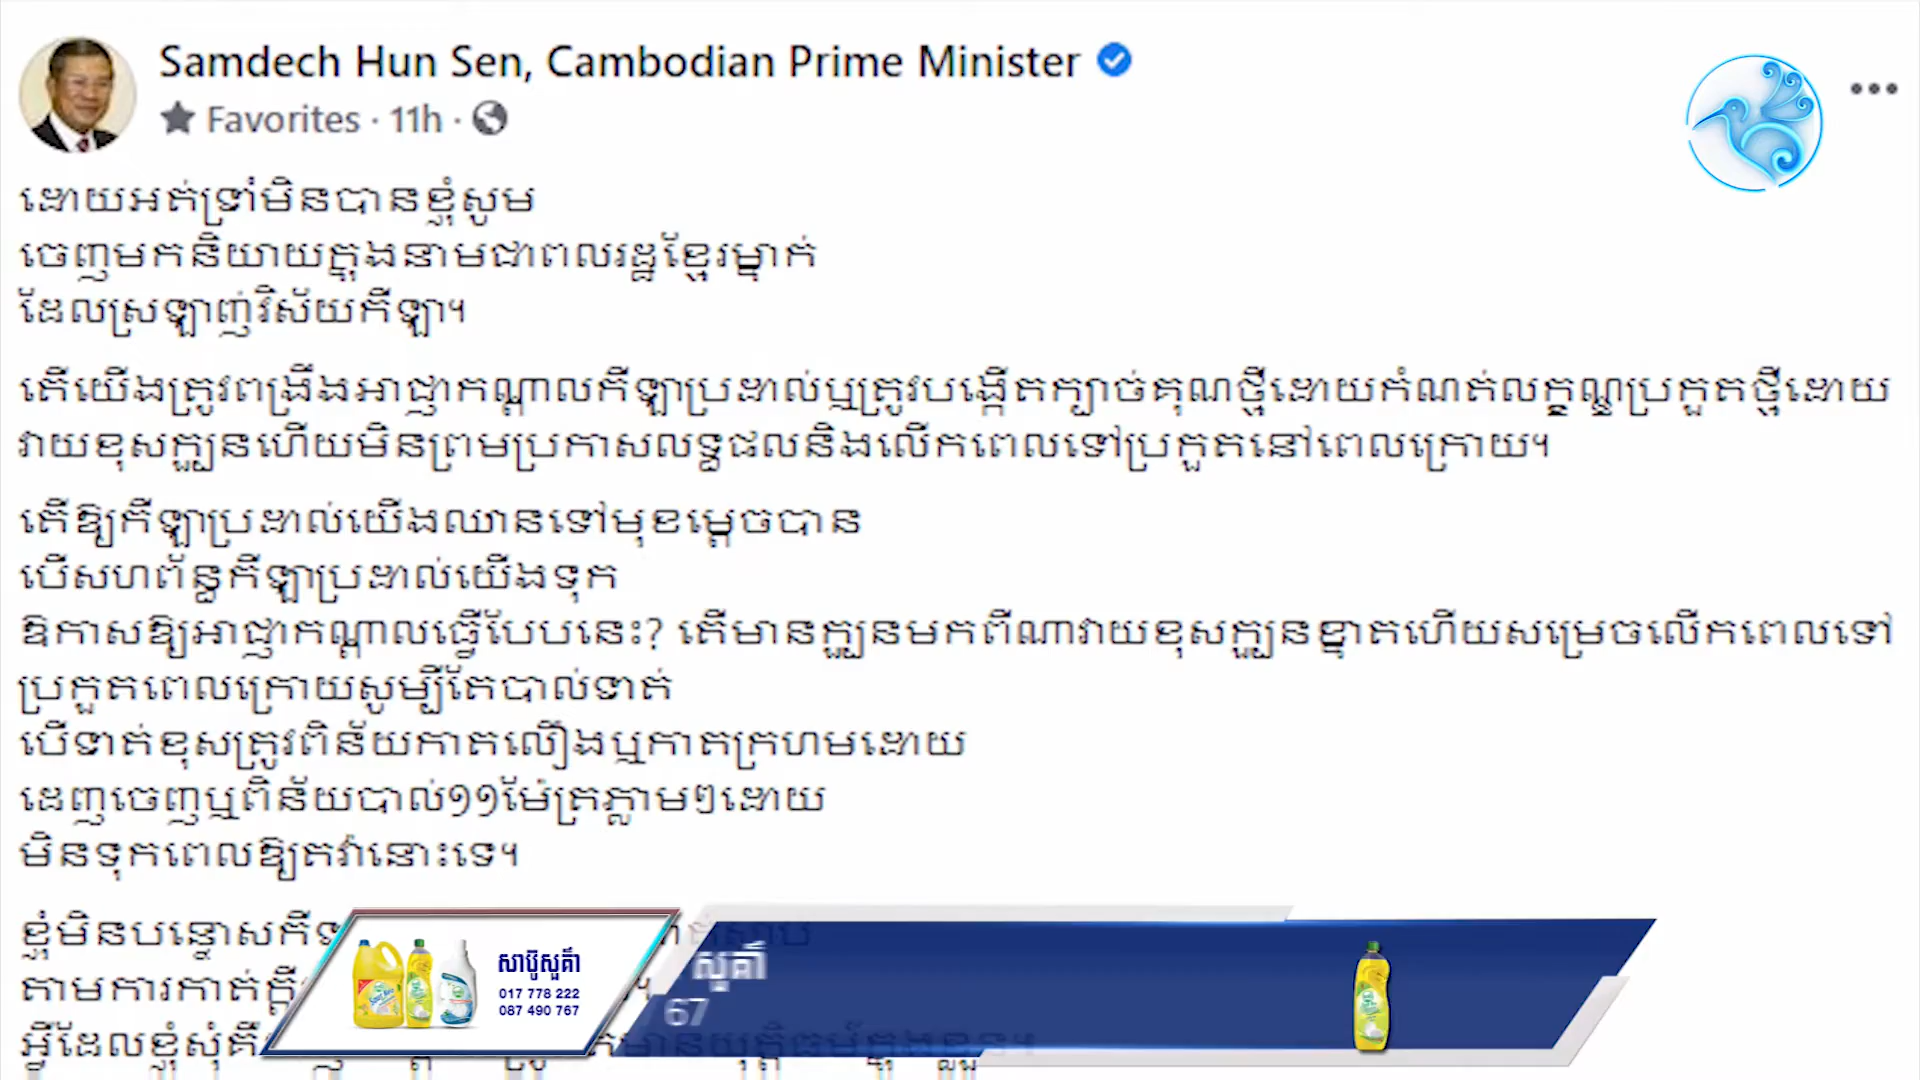 Samdech Hun Sen, Cambodian Prime Minister
Favorites · 11h ·
ដោយអត់ទ្រាំមិនបានខ្ញុំសូម
ចេញមកនិយាយក្នុងនាមជាពលរដ្ឋខ្មែរម្នាក់
ដែលស្រឡាញ់វិស័យកីឡា។
តើយើងត្រូវពង្រឹងអាជ្ញាកណ្តាលកីឡាប្រដាល់ឬត្រូវបង្កើតក្បាច់គុណថ្មីដោយកំណត់លក្ខណ្ឌប្រកួតថ្មីដោយ
វាយខុសក្បួនហើយមិនព្រមប្រកាសលទ្ធផលនិងលើកពេលទៅប្រកួតនៅពេលក្រោយ។
តើឱ្យកីឡាប្រដាល់យើងឈានទៅមុខម្តេចបាន
បើសហព័ន្ធកីឡាប្រដាល់យើងទុក
ឱកាសឱ្យអាជ្ញាកណ្តាលធ្វើបែបនេះ? តើមានក្បួនមកពីណាវាយខុសក្បួនខ្នាតហើយសម្រេចលើកពេលទៅ
ប្រកួតពេលក្រោយសូម្បីតែបាល់ទាត់
បើទាត់ខុសត្រូវពិន័យកាតលឿងឬកាតក្រហមដោយ
ដេញចេញឬពិន័យបាល់១១ម៉ែត្រភ្លាមៗដោយ
មិនទុកពេលឱ្យតវ៉ានោះទេ។
ខ្ញុំមិនបន្ទោសកី
តាមការកាត់ក្តី
អ្វីដែលខ្ញុំសុំគឺ មានយុត្តិធម៌ក្នុងខ្លួន។
សាប៊ូសួគ៌ា
017 778 222
087 490 767
សួគ៌ា
67